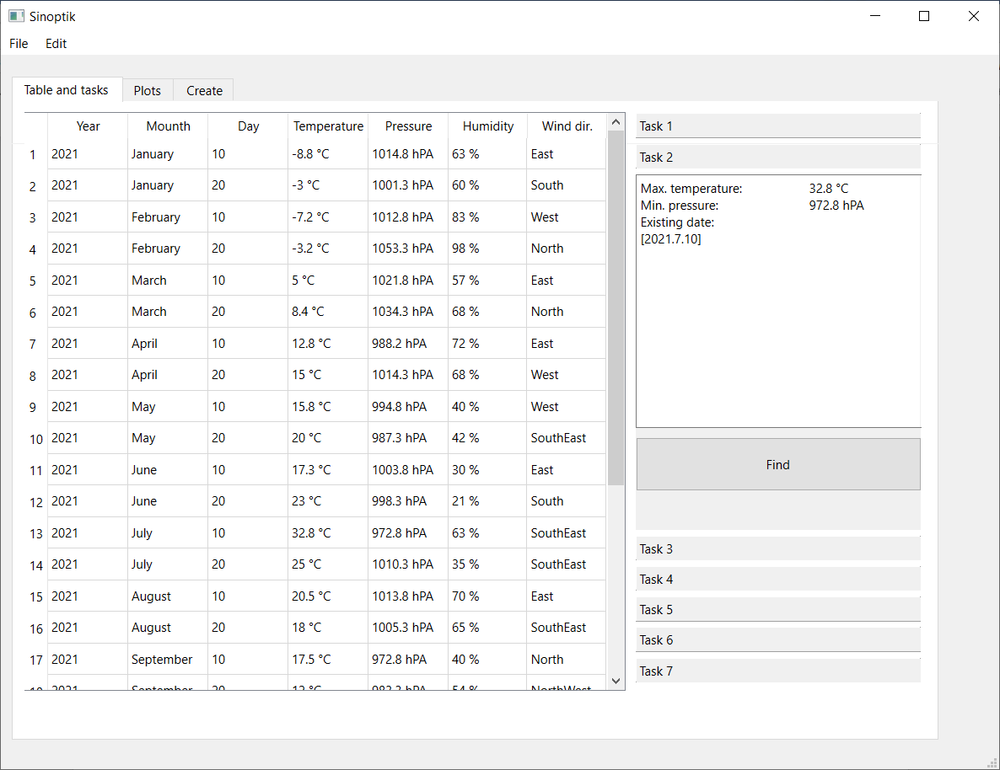 Sinoptik
File Edit
Table and tasks Plots Create
Year Mounth Day Temperature Pressure Humidity Wind dir.
1 2021 January 10 -8.8 °C 1014.8 hPA 63 % East
2 2021 January 20 -3 °C 1001.3 hPA 60 % South
3 2021 February 10 -7.2 °C 1012.8 hPA 83 % West
4 2021 February 20 -3.2 °C 1053.3 hPA 98 % North
5 2021 March 10 5 °C 1021.8 hPA 57 % East
6 2021 March 20 8.4 °C 1034.3 hPA 68 % North
7 2021 April 10 12.8 °C 988.2 hPA 72 % East
8 2021 April 20 15 °C 1014.3 hPA 68 % West
9 2021 May 10 15.8 °C 994.8 hPA 40 % West
10 2021 May 20 20 °C 987.3 hPA 42 % SouthEast
11 2021 June 10 17.3 °C 1003.8 hPA 30 % East
12 2021 June 20 23 °C 998.3 hPA 21 % South
13 2021 July 10 32.8 °C 972.8 hPA 63 % SouthEast
14 2021 July 20 25 °C 1010.3 hPA 35 % SouthEast
15 2021 August 10 20.5 °C 1013.8 hPA 70 % East
16 2021 August 20 18 °C 1005.3 hPA 65 % SouthEast
17 2021 September 10 17.5 °C 972.8 hPA 40 % North
2021 September 20
Task 1
Task 2
Max. temperature: 32.8 °C
Min. pressure: 972.8 hPA
Existing date:
[2021.7.10]
Find
Task 3
Task 4
Task 5
Task 6
Task 7